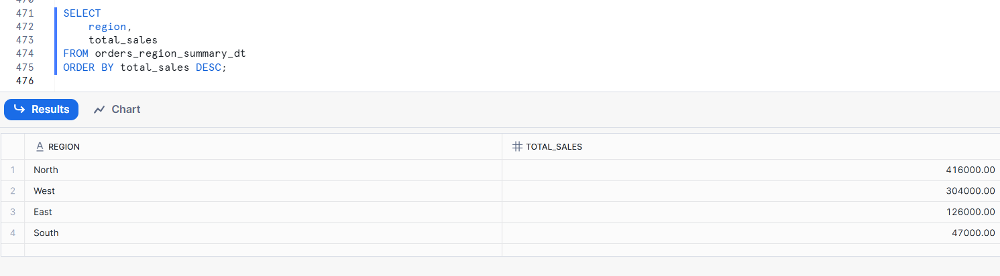 471 SELECT
472 region,
473 total_sales
474 FROM orders_region_summary_dt
475 ORDER BY total_sales DESC;
476
Results Chart
REGION TOTAL_SALES
1 North 416000.00
2 West 304000.00
3 East 126000.00
4 South 47000.00